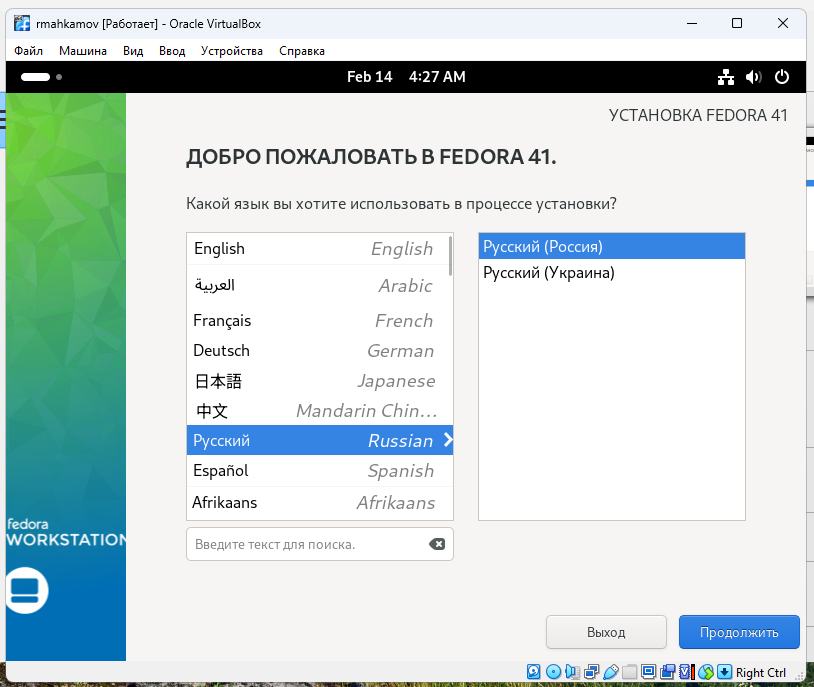 rmahkamov [Работает] - Oracle VirtualBox
Файл Машина Вид Ввод Устройства Справка
Feb 14 4:27 AM
УСТАНОВКА FEDORA 41
ДОБРО ПОЖАЛОВАТЬ В FEDORA 41.
Какой язык вы хотите использовать в процессе установки?
English English
العربية Arabic
Français French
Deutsch German
日本語 Japanese
中文 Mandarin Chin…
Русский Russian
Español Spanish
Afrikaans Afrikaans
Введите текст для поиска.
Русский (Россия)
Русский (Украина)
fedora
WORKSTATION
Выход Продолжить
Right Ctrl